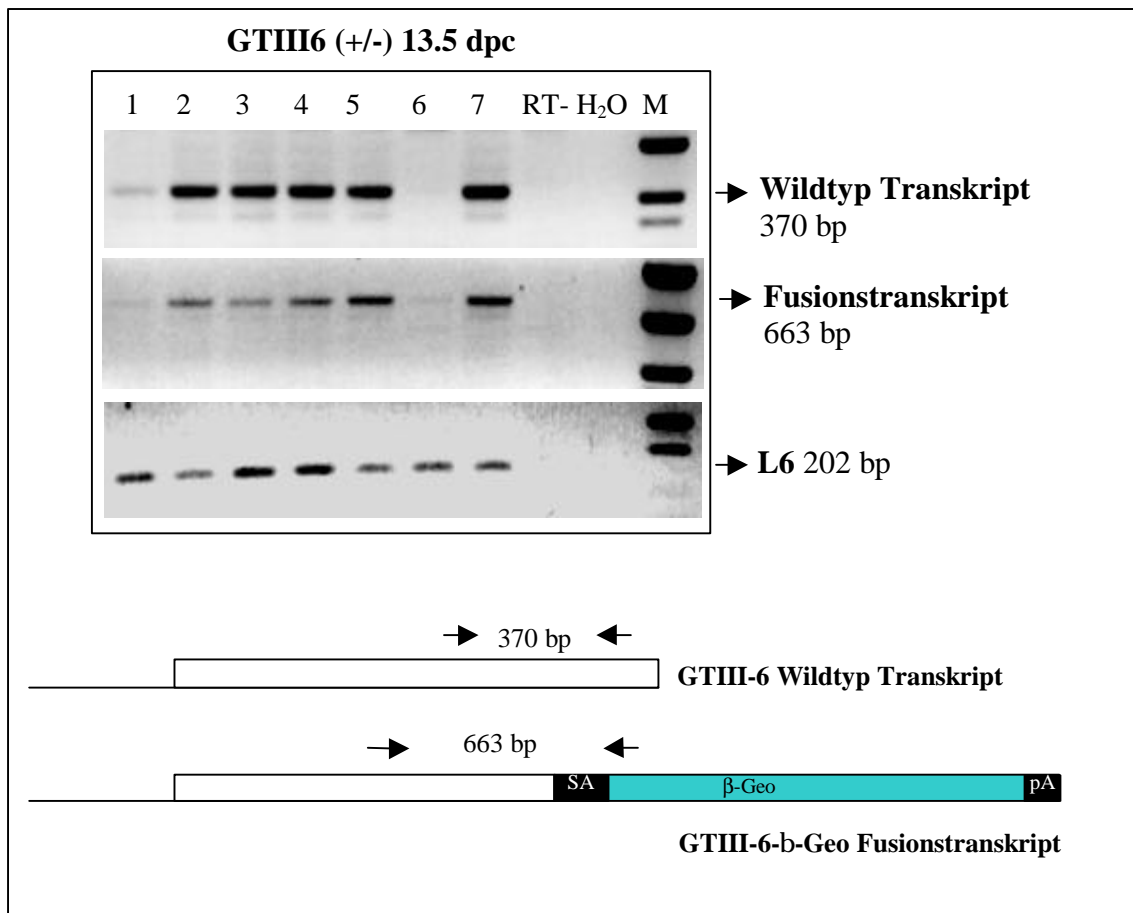 GTIII6 (+/-) 13.5 dpc
1 2 3 4 5 6 7 RT- H₂O M
Wildtyp Transkript
370 bp
Fusionstranskript
663 bp
L6 202 bp
370 bp
GTIII-6 Wildtyp Transkript
663 bp
SA β-Geo pA
GTIII-6-b-Geo Fusionstranskript